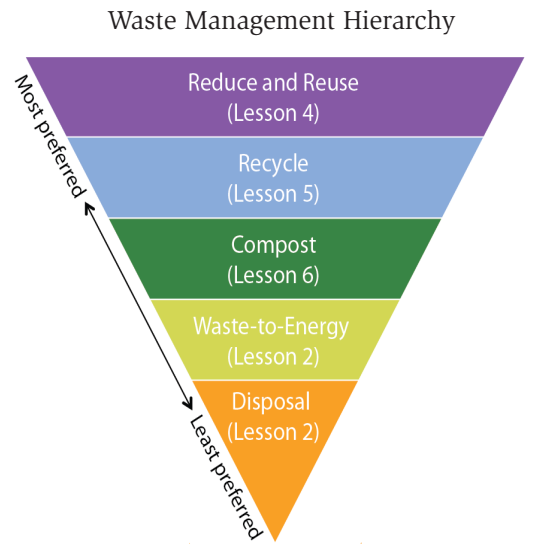 Waste Management Hierarchy
Most preferred
Reduce and Reuse
(Lesson 4)
Recycle
(Lesson 5)
Compost
(Lesson 6)
Waste-to-Energy
(Lesson 2)
Disposal
(Lesson 2)
Least preferred